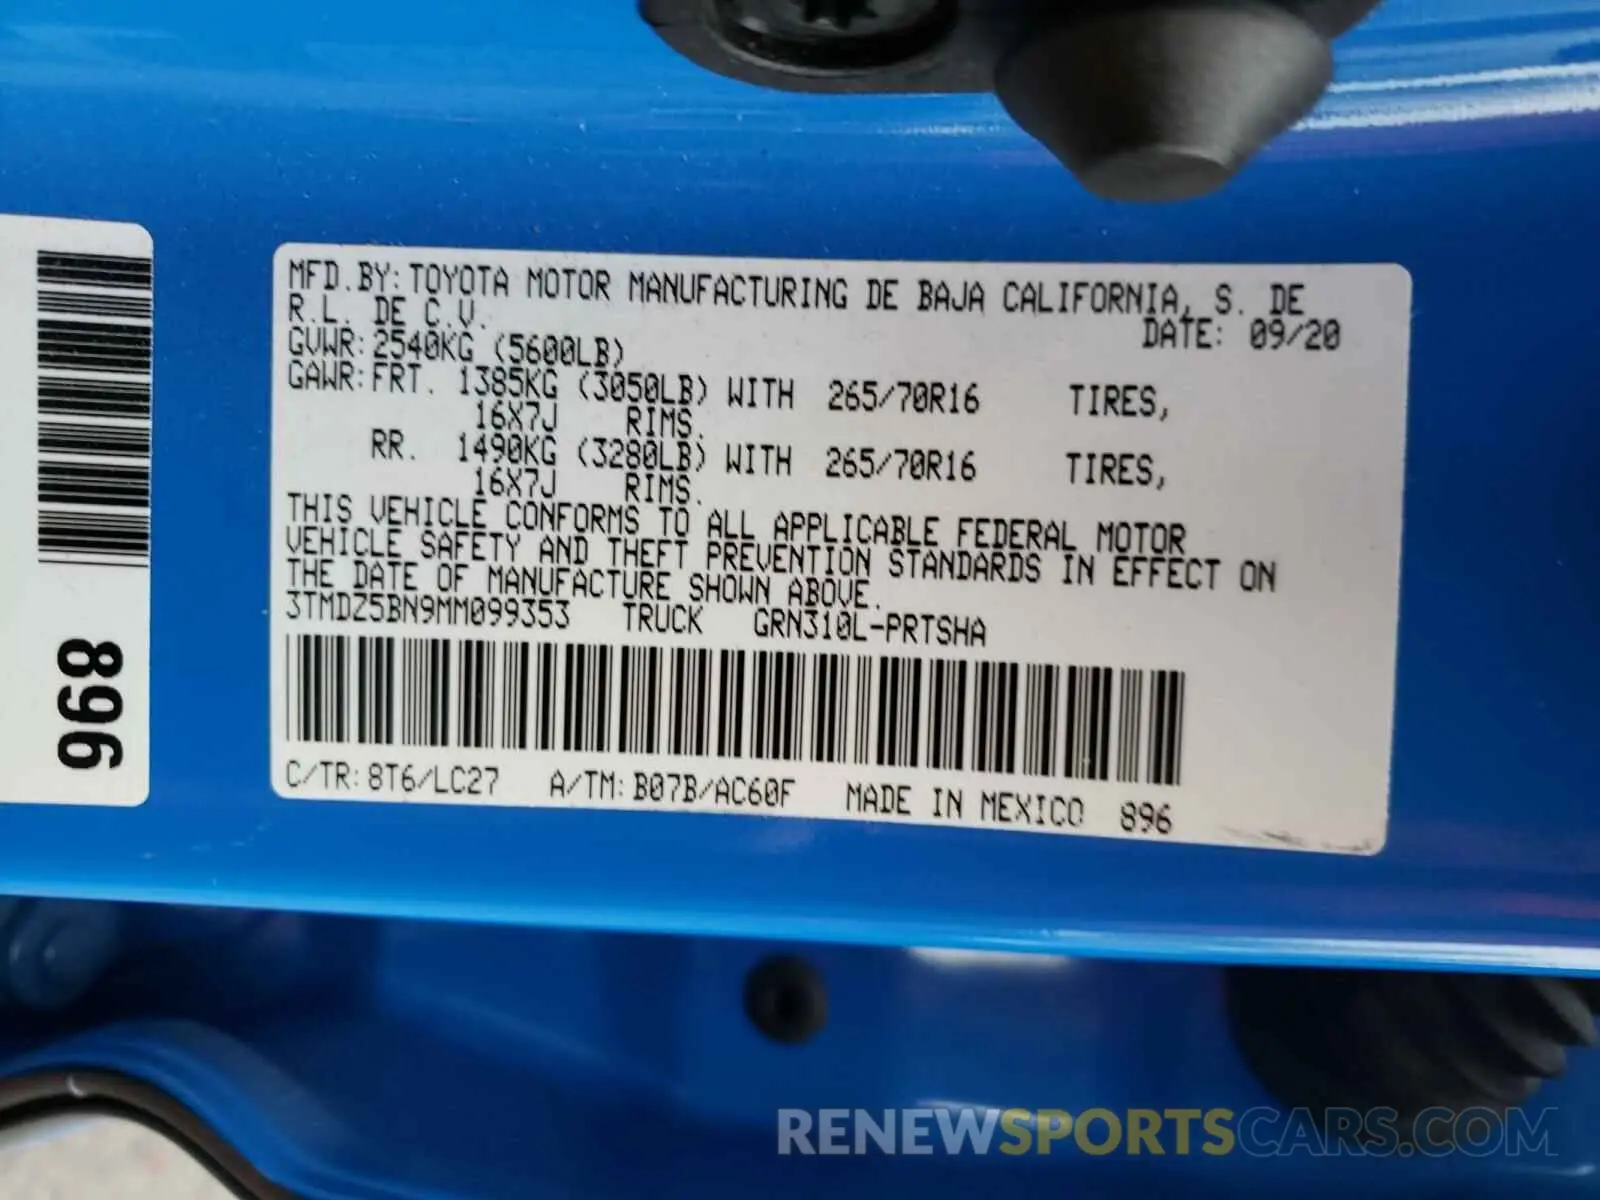 MFD.BY: TOYOTA MOTOR MANUFACTURING DE BAJA CALIFORNIA, S. DE
R.L. DE C.V.
DATE: 09/20
GVWR: 2540KG (5600LB)
GAWR: FRT. 1385KG (3050LB) WITH 265/70R16 TIRES,
16X7J RIMS.
RR. 1490KG (3280LB) WITH 265/70R16 TIRES,
16X7J RIMS.
THIS VEHICLE CONFORMS TO ALL APPLICABLE FEDERAL MOTOR
VEHICLE SAFETY AND THEFT PREVENTION STANDARDS IN EFFECT ON
THE DATE OF MANUFACTURE SHOWN ABOVE.
3TMDZ5BN9MM099353 TRUCK GRN310L-PRTSHA
C/TR: 8T6/LC27 A/TM: B07B/AC60F MADE IN MEXICO 896
896
RENEWSPORTSCARS.COM